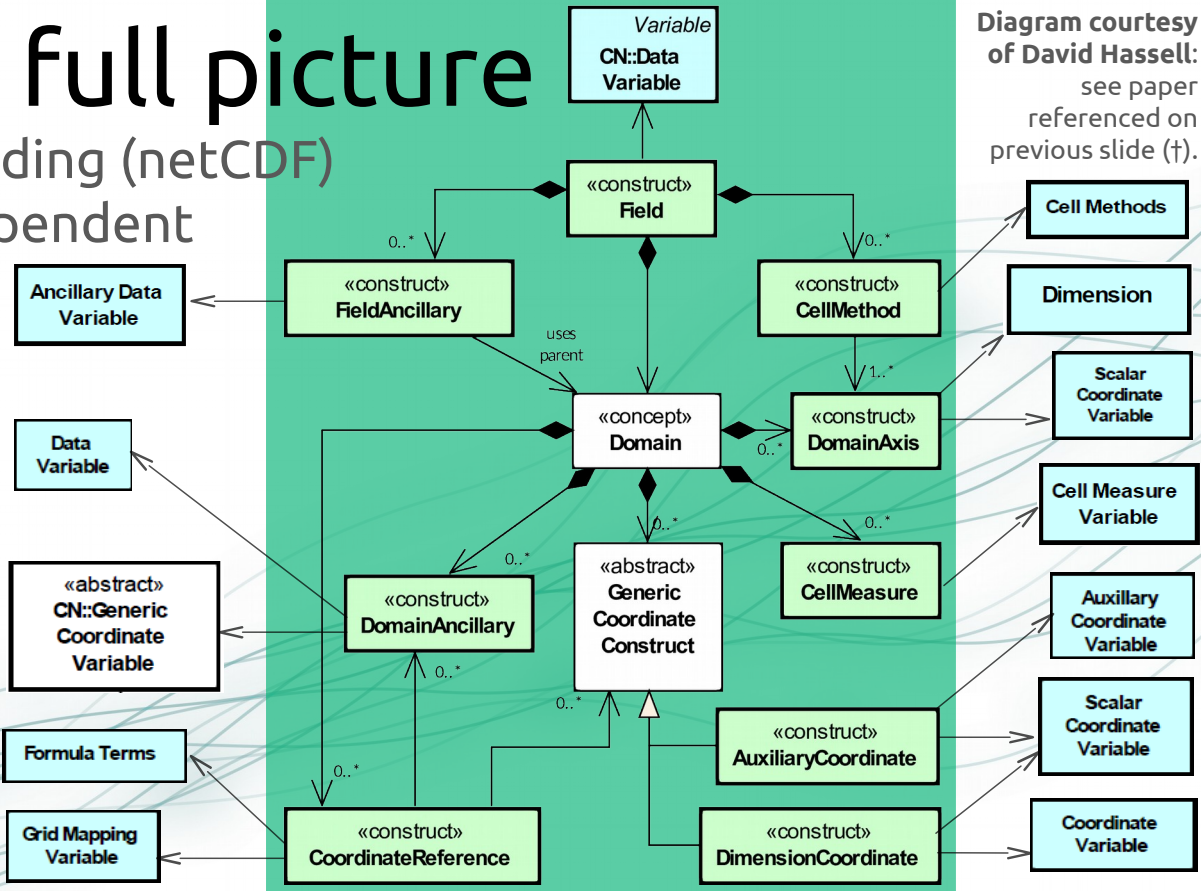 full picture
ding (netCDF)
pendent
Diagram courtesy
of David Hassell:
see paper
referenced on
previous slide (†).
Variable
CN::Data
Variable
«construct»
Field
0..*
0..*
Cell Methods
Ancillary Data
Variable
«construct»
FieldAncillary
«construct»
CellMethod
Dimension
uses
parent
1..*
Scalar
Coordinate
Variable
Data
Variable
«concept»
Domain
0..*
«construct»
DomainAxis
Cell Measure
Variable
0..*
0..*
0..*
«abstract»
CN::Generic
Coordinate
Variable
«construct»
DomainAncillary
«abstract»
Generic
Coordinate
Construct
«construct»
CellMeasure
Auxillary
Coordinate
Variable
0..*
0..*
Formula Terms
0..*
«construct»
AuxiliaryCoordinate
Scalar
Coordinate
Variable
Grid Mapping
Variable
«construct»
CoordinateReference
«construct»
DimensionCoordinate
Coordinate
Variable